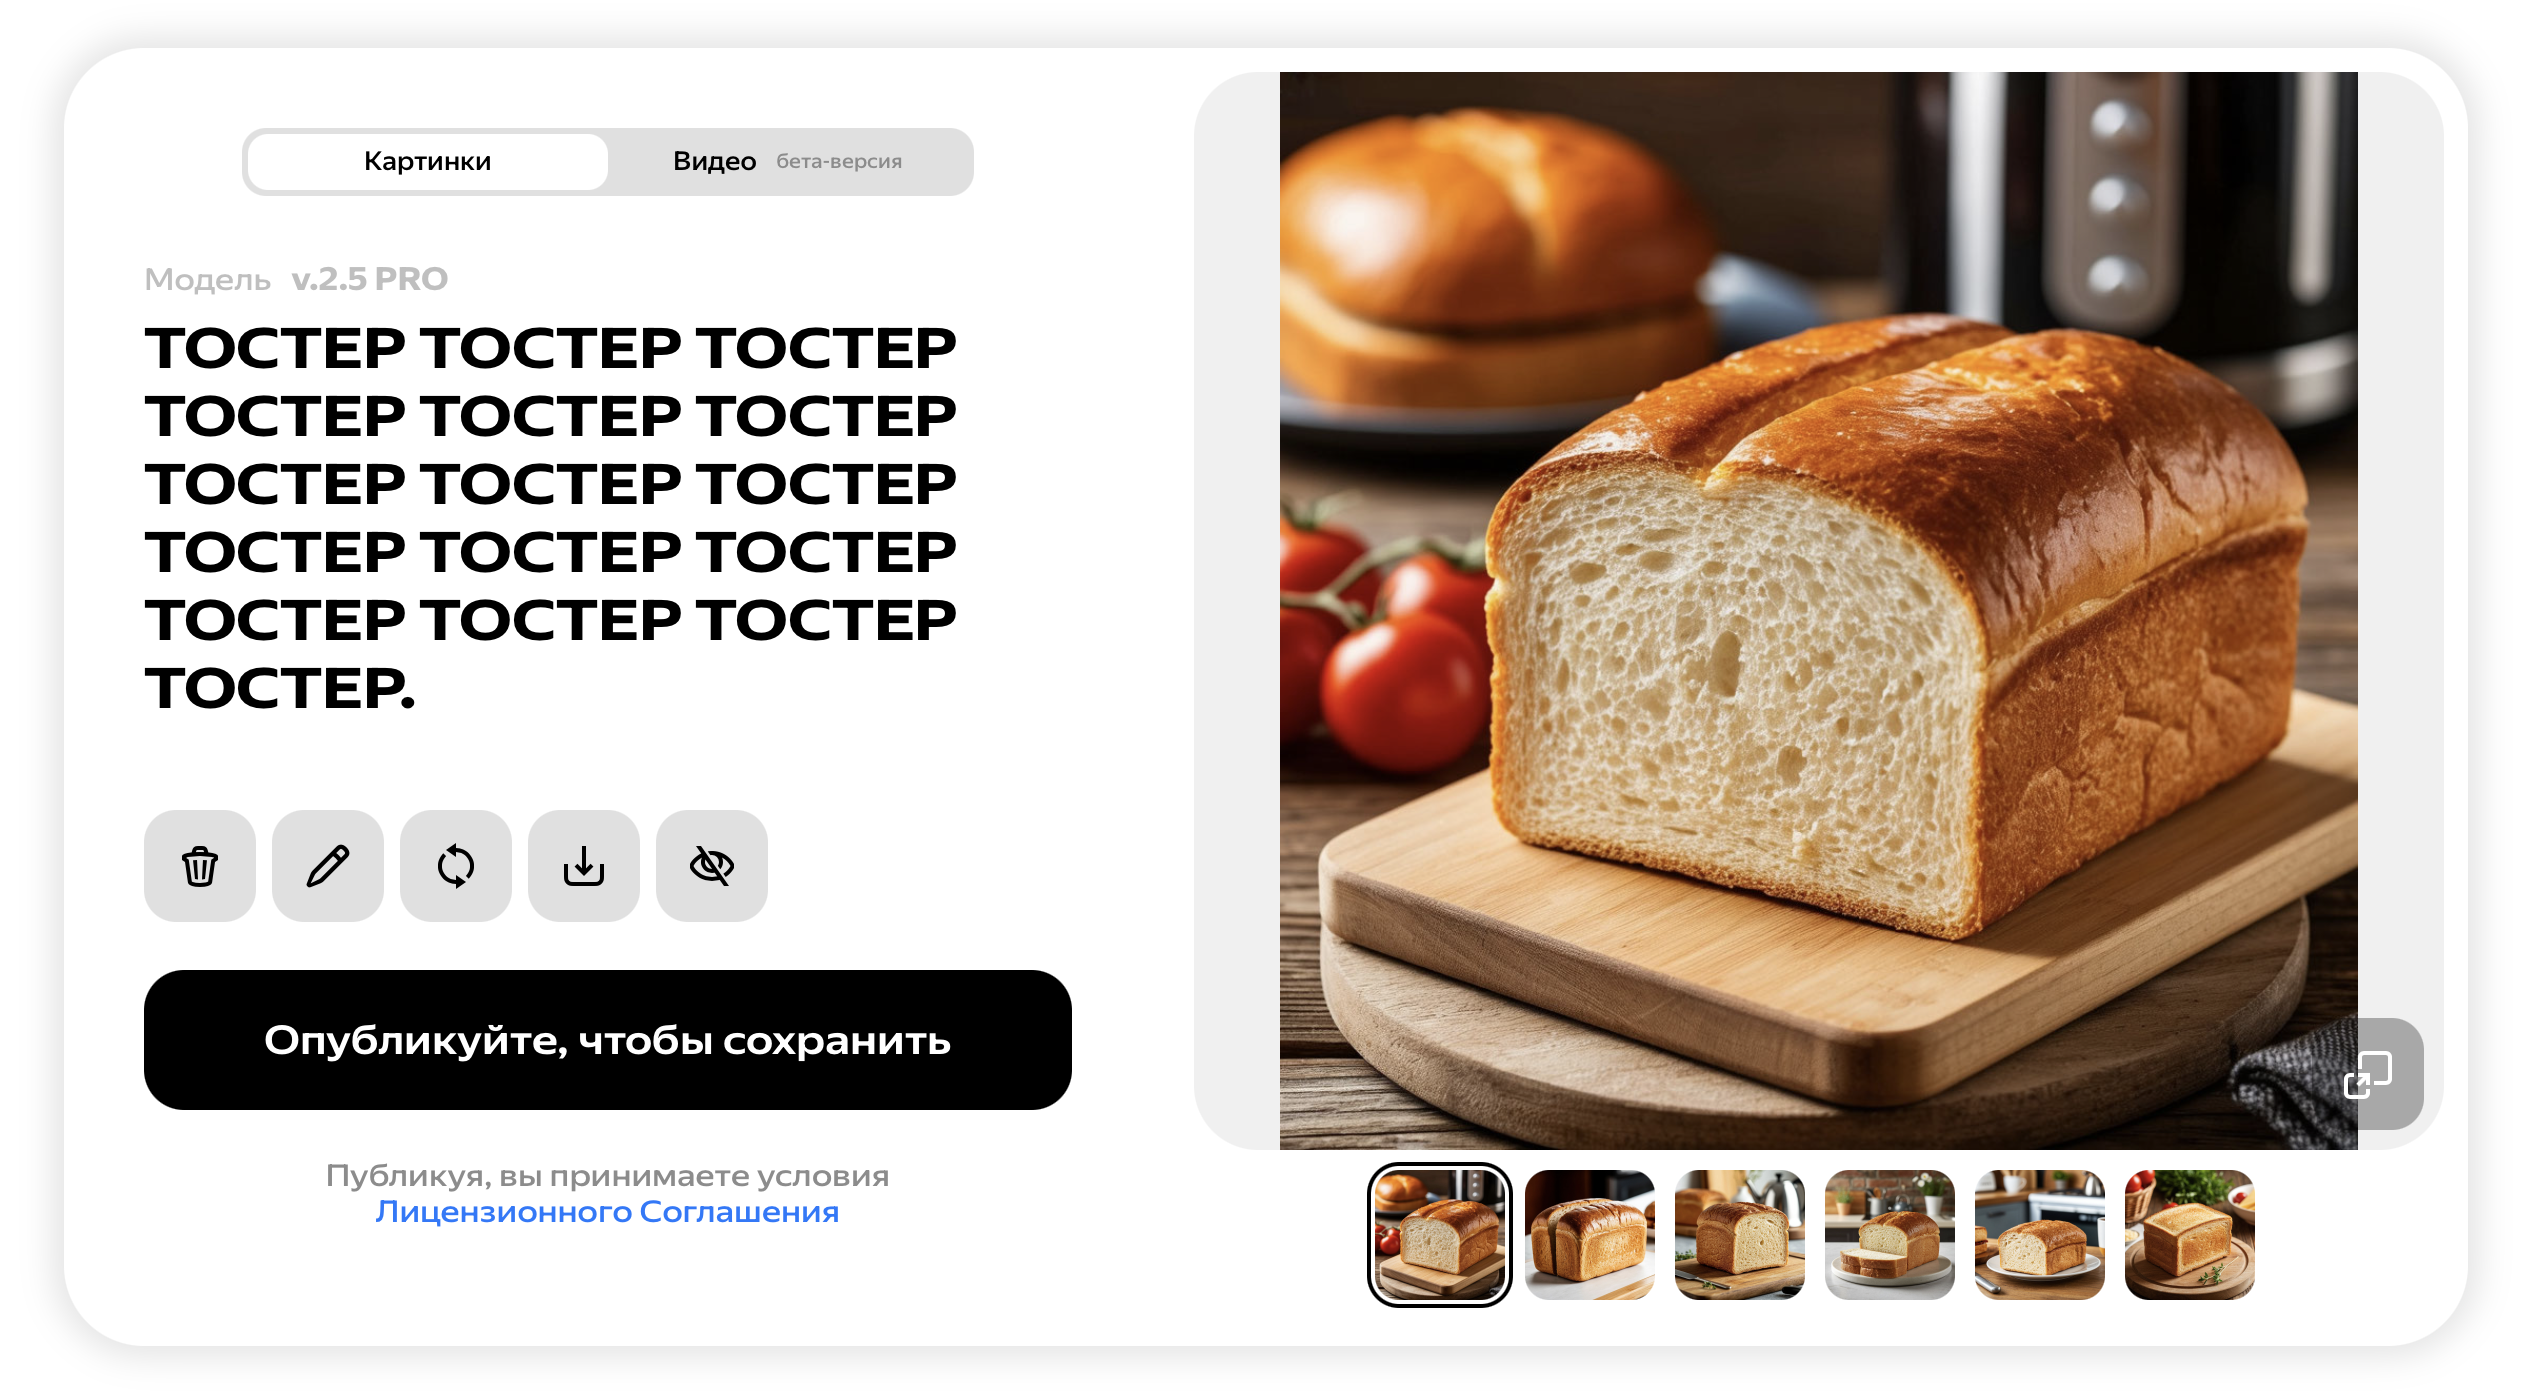 Картинки
Видео бета-версия
Модель v.2.5 PRO
ТОСТЕР ТОСТЕР ТОСТЕР
ТОСТЕР ТОСТЕР ТОСТЕР
ТОСТЕР ТОСТЕР ТОСТЕР
ТОСТЕР ТОСТЕР ТОСТЕР
ТОСТЕР ТОСТЕР ТОСТЕР
ТОСТЕР.
Опубликуйте, чтобы сохранить
Публикуя, вы принимаете условия
Лицензионного Соглашения